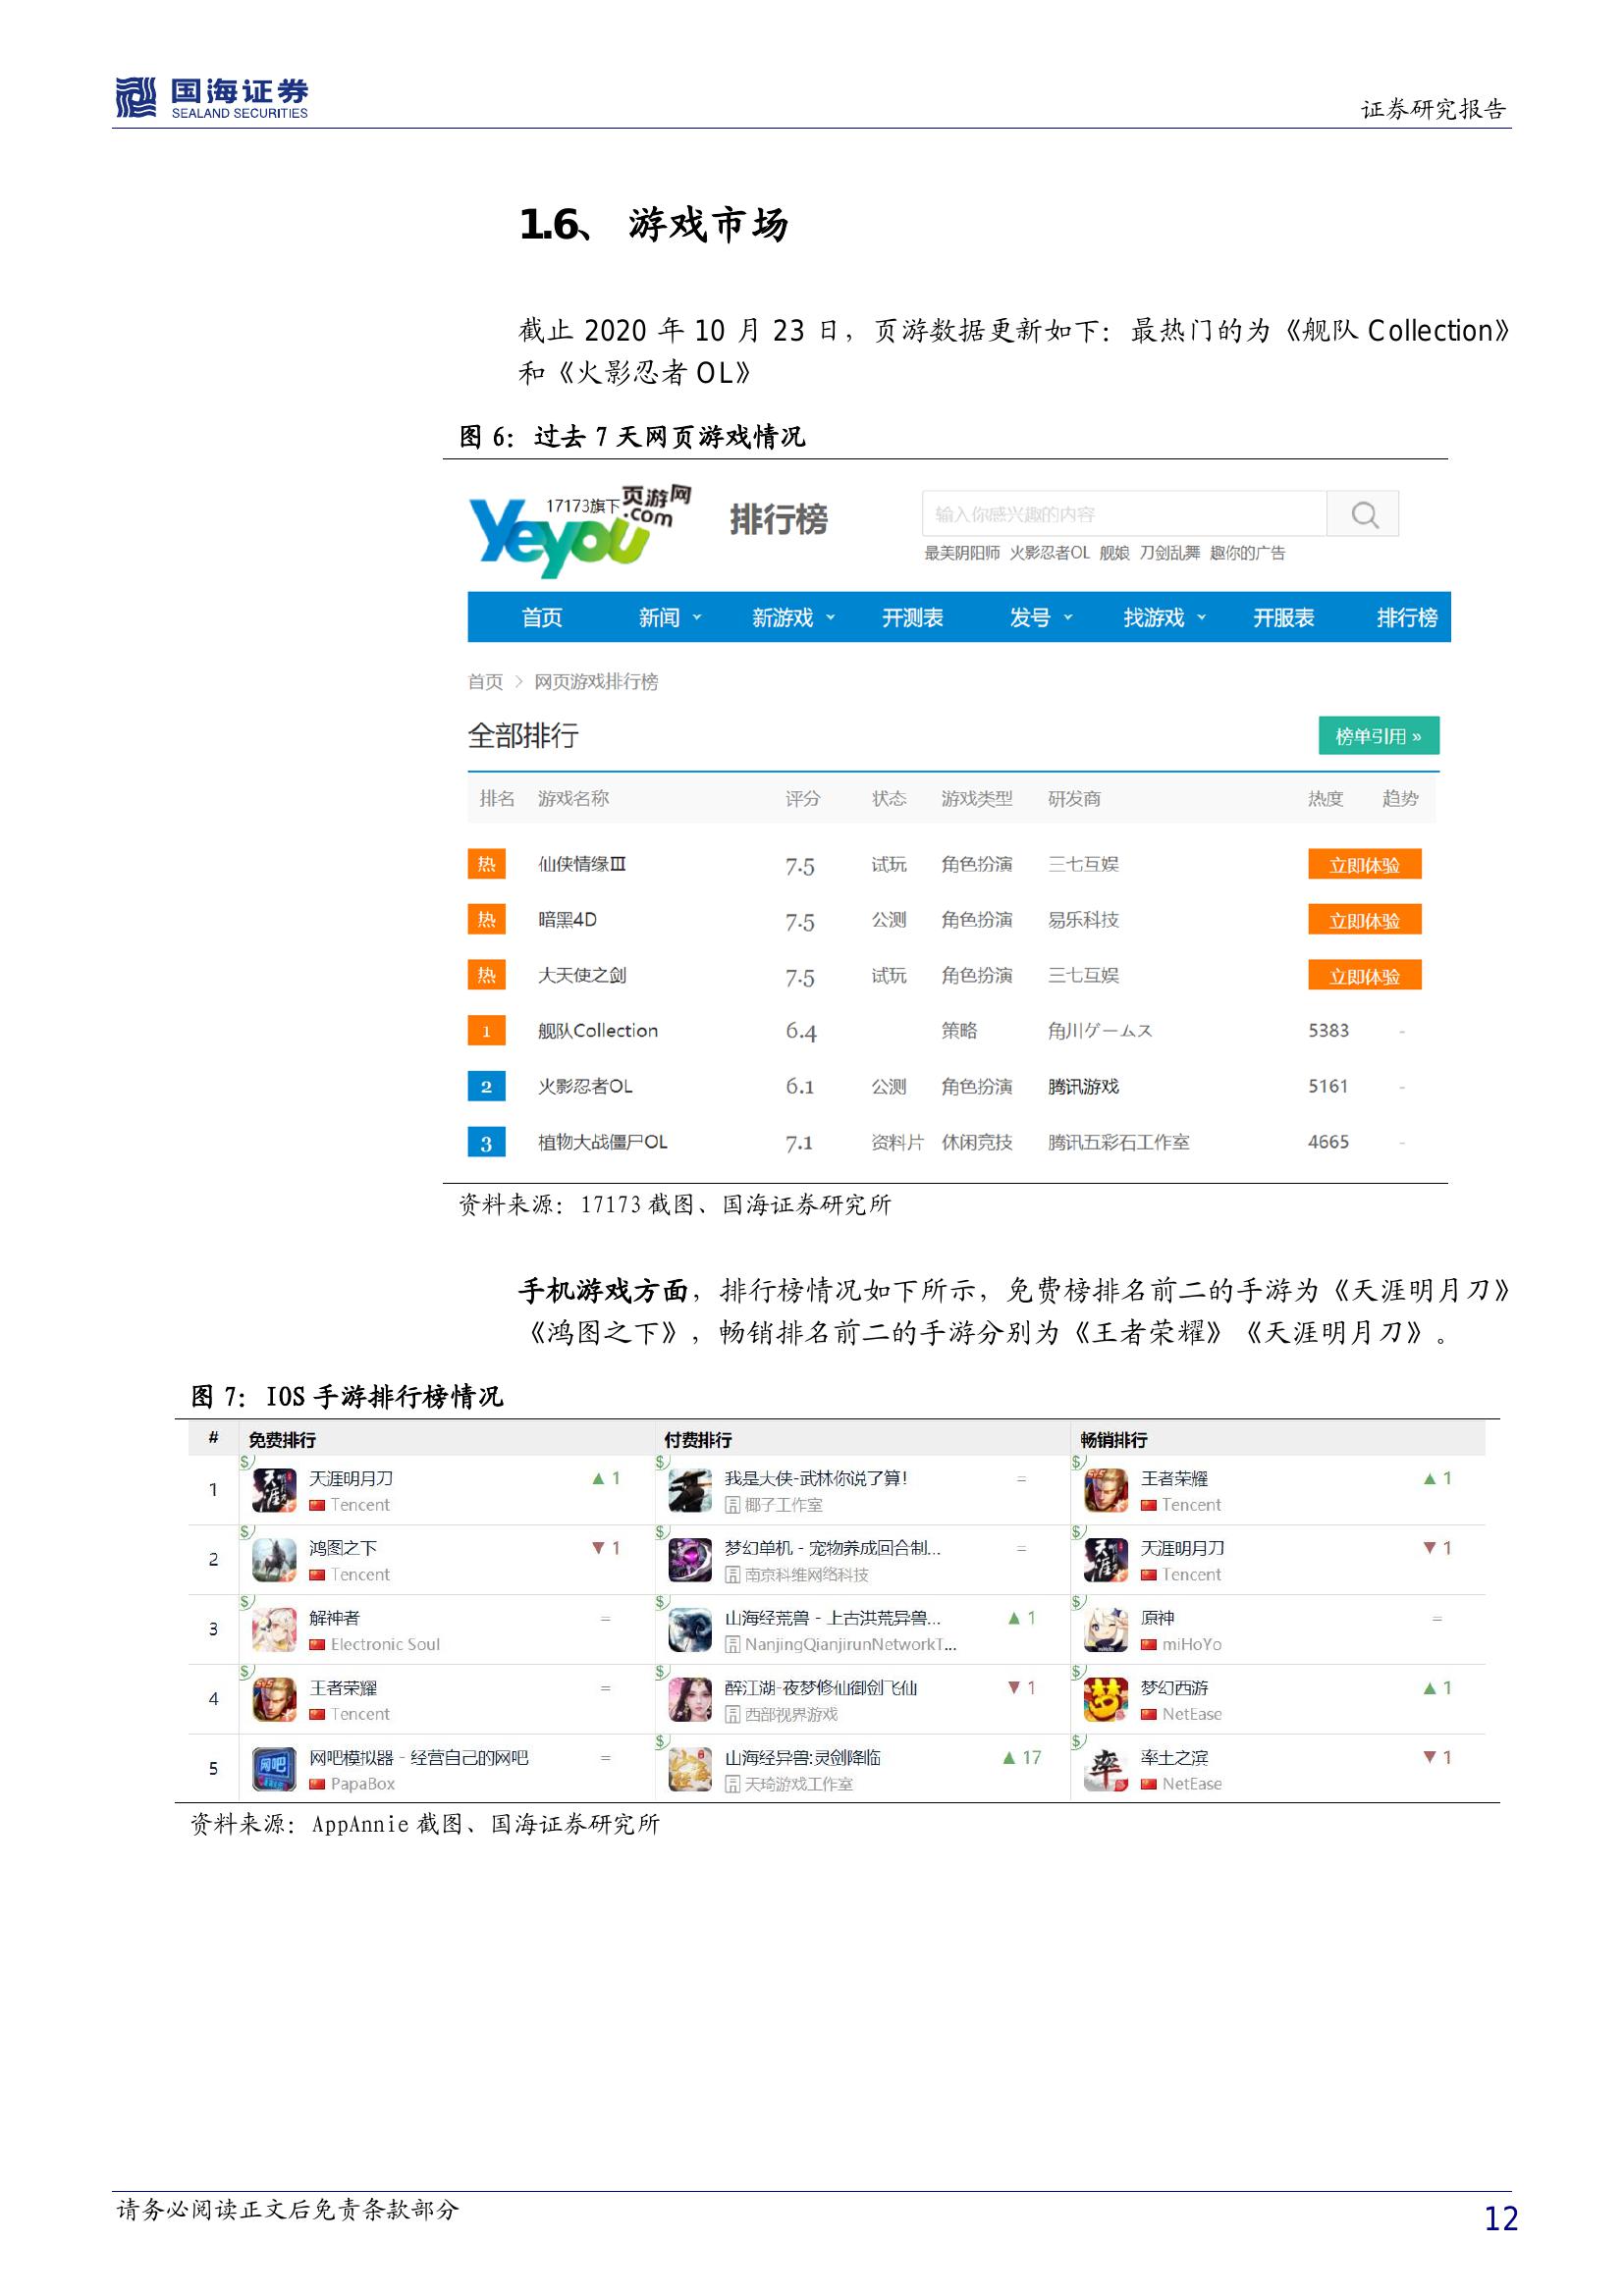 国海证券
SEALAND SECURITIES
证券研究报告
1.6、 游戏市场
截止 2020 年 10 月 23 日，页游数据更新如下：最热门的为《舰队 Collection》
和《火影忍者 OL》
图 6：过去 7 天网页游戏情况
Yeyou 17173旗下 页游网 .com
排行榜
输入你感兴趣的内容
最美阴阳师 火影忍者OL 舰娘 刀剑乱舞 趣你的广告
首页 新闻 新游戏 开测表 发号 找游戏 开服表 排行榜
首页 > 网页游戏排行榜
全部排行
榜单引用 »
排名 游戏名称 评分 状态 游戏类型 研发商 热度 趋势
热 仙侠情缘Ⅲ 7.5 试玩 角色扮演 三七互娱 立即体验
热 暗黑4D 7.5 公测 角色扮演 易乐科技 立即体验
热 大天使之剑 7.5 试玩 角色扮演 三七互娱 立即体验
1 舰队Collection 6.4 策略 角川ゲームス 5383 -
2 火影忍者OL 6.1 公测 角色扮演 腾讯游戏 5161 -
3 植物大战僵尸OL 7.1 资料片 休闲竞技 腾讯五彩石工作室 4665 -
资料来源：17173 截图、国海证券研究所
手机游戏方面，排行榜情况如下所示，免费榜排名前二的手游为《天涯明月刀》
《鸿图之下》，畅销排名前二的手游分别为《王者荣耀》《天涯明月刀》。
图 7：IOS 手游排行榜情况
# 免费排行 付费排行 畅销排行
1 天涯明月刀 ▲ 1 我是大侠-武林你说了算! = 王者荣耀 ▲ 1
Tencent 椰子工作室 Tencent
2 鸿图之下 ▼ 1 梦幻单机 - 宠物养成回合制... = 天涯明月刀 ▼ 1
Tencent 南京科维网络科技 Tencent
3 解神者 = 山海经荒兽 - 上古洪荒异兽... ▲ 1 原神 =
Electronic Soul NanjingQianjirunNetworkT... miHoYo
4 王者荣耀 = 醉江湖-夜梦修仙御剑飞仙 ▼ 1 梦幻西游 ▲ 1
Tencent 西部视界游戏 NetEase
5 网吧模拟器 - 经营自己的网吧 = 山海经异兽:灵剑降临 ▲ 17 率土之滨 ▼ 1
PapaBox 天琦游戏工作室 NetEase
资料来源：AppAnnie 截图、国海证券研究所
请务必阅读正文后免责条款部分
12